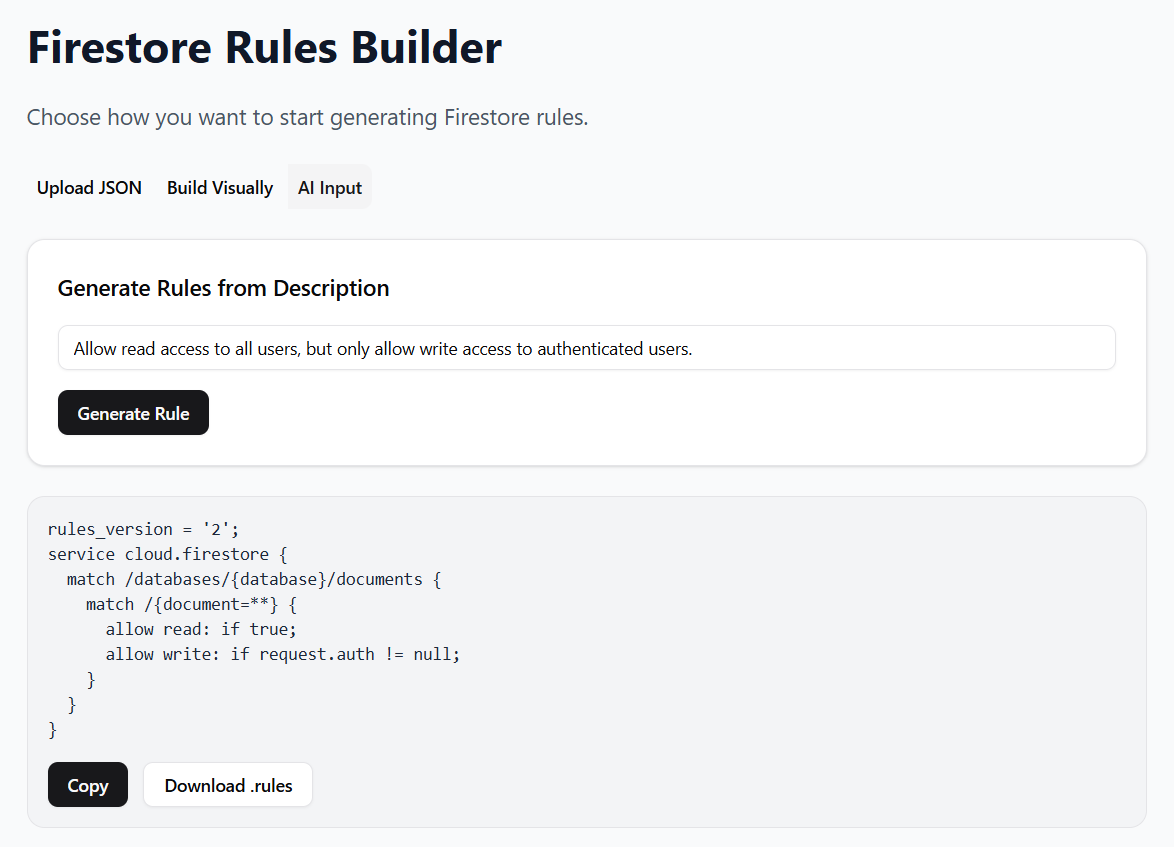 Firestore Rules Builder
Choose how you want to start generating Firestore rules.
Upload JSON Build Visually AI Input
Generate Rules from Description
Allow read access to all users, but only allow write access to authenticated users.
Generate Rule
rules_version = '2';
service cloud.firestore {
  match /databases/{database}/documents {
    match /{document=**} {
      allow read: if true;
      allow write: if request.auth != null;
    }
  }
}
Copy Download .rules